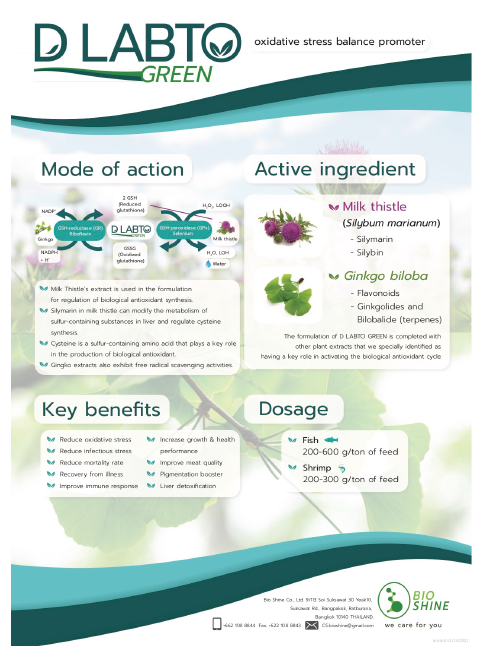 D LABTO
GREEN
oxidative stress balance promoter
Mode of action
Active ingredient
2 GSH
(Reduced
glutathione)
H₂O₂, LOOH
NADP⁺
Ginkgo
GSH-reductase (GR)
Riboflavin
D LABTO
GREEN
GSH-peroxidase (GPx)
Selenium
Milk thistle
NADPH
+ H⁺
GSSG
(Oxidized
glutathione)
H₂O, LOH
Water
Milk Thistle's extract is used in the formulation
for regulation of biological antioxidant synthesis.
Silymarin in milk thistle can modify the metabolism of
sulfur-containing substances in liver and regulate cysteine
synthesis.
Cysteine is a sulfur-containing amino acid that plays a key role
in the production of biological antioxidant.
Gingko extracts also exhibit free radical scavenging activities.
Milk thistle
(Silybum marianum)
- Silymarin
- Silybin
Ginkgo biloba
- Flavonoids
- Ginkgolides and
Bilobalide (terpenes)
The formulation of D LABTO GREEN is completed with
other plant extracts that we specially identified as
having a key role in activating the biological antioxidant cycle
Key benefits
Reduce oxidative stress
Reduce infectious stress
Reduce mortality rate
Recovery from illness
Improve immune response
Increase growth & health
performance
Improve meat quality
Pigmentation booster
Liver detoxification
Dosage
Fish
200-600 g/ton of feed
Shrimp
200-300 g/ton of feed
Bio Shine Co., Ltd. Soi Suksawat 30
Suksawat Rd., Bangpakok, Ratburana,
Bangkok 10140 THAILAND.
+662 108 8844 Fax. +622 108 8843
CS.bioshine@gmail.com
BIO
SHINE
we care for you